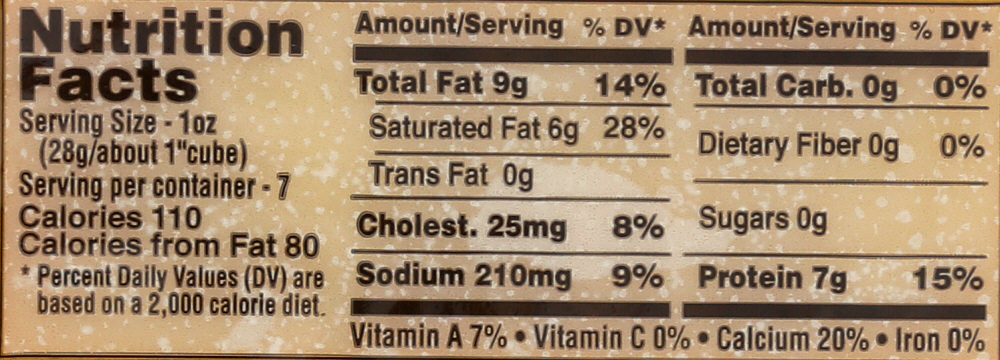 Nutrition
Facts
Serving Size - 1oz
(28g/about 1"cube)
Serving per container - 7
Calories 110
Calories from Fat 80
* Percent Daily Values (DV) are
based on a 2,000 calorie diet.
Amount/Serving % DV*
Total Fat 9g 14%
Saturated Fat 6g 28%
Trans Fat 0g
Cholest. 25mg 8%
Sodium 210mg 9%
Amount/Serving % DV*
Total Carb. 0g 0%
Dietary Fiber 0g 0%
Sugars 0g
Protein 7g 15%
Vitamin A 7% • Vitamin C 0% • Calcium 20% • Iron 0%